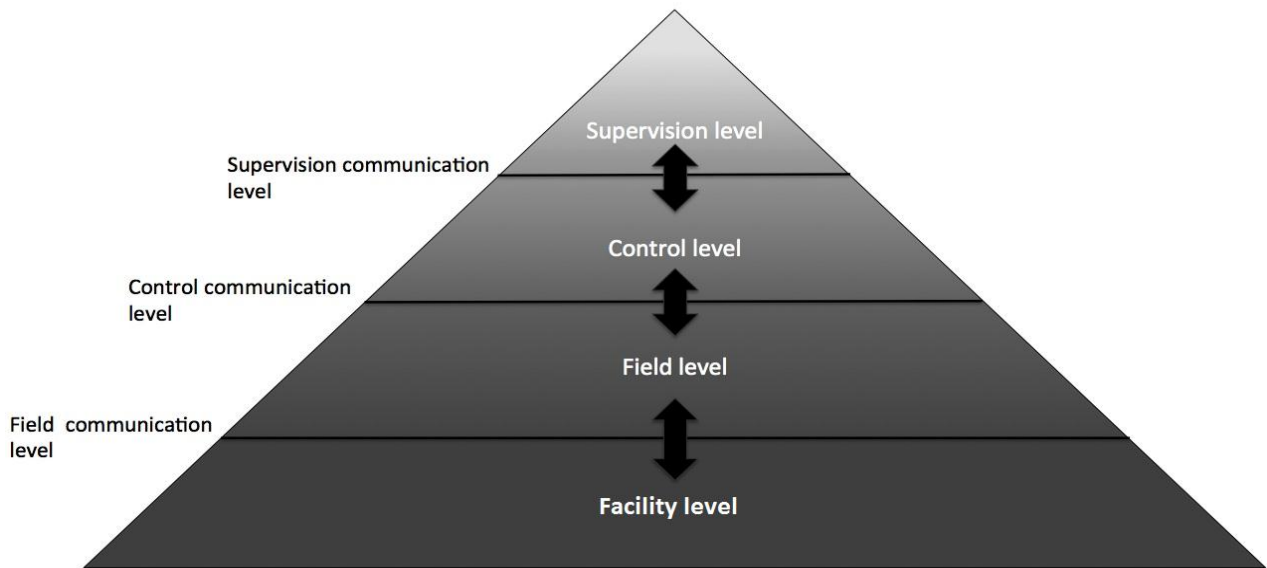 Supervision level
Supervision communication
level
Control level
Control communication
level
Field level
Field  communication
level
Facility level